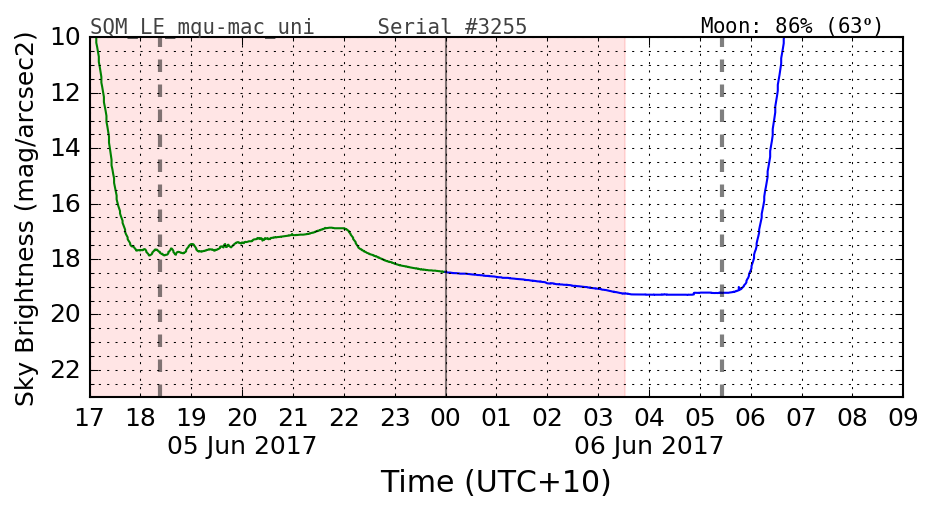 SQM_LE_mqu-mac_uni Serial #3255 Moon: 86% (63°)
10
12
14
16
18
20
22
Sky Brightness (mag/arcsec2)
17 18 19 20 21 22 23 00 01 02 03 04 05 06 07 08 09
05 Jun 2017 06 Jun 2017
Time (UTC+10)